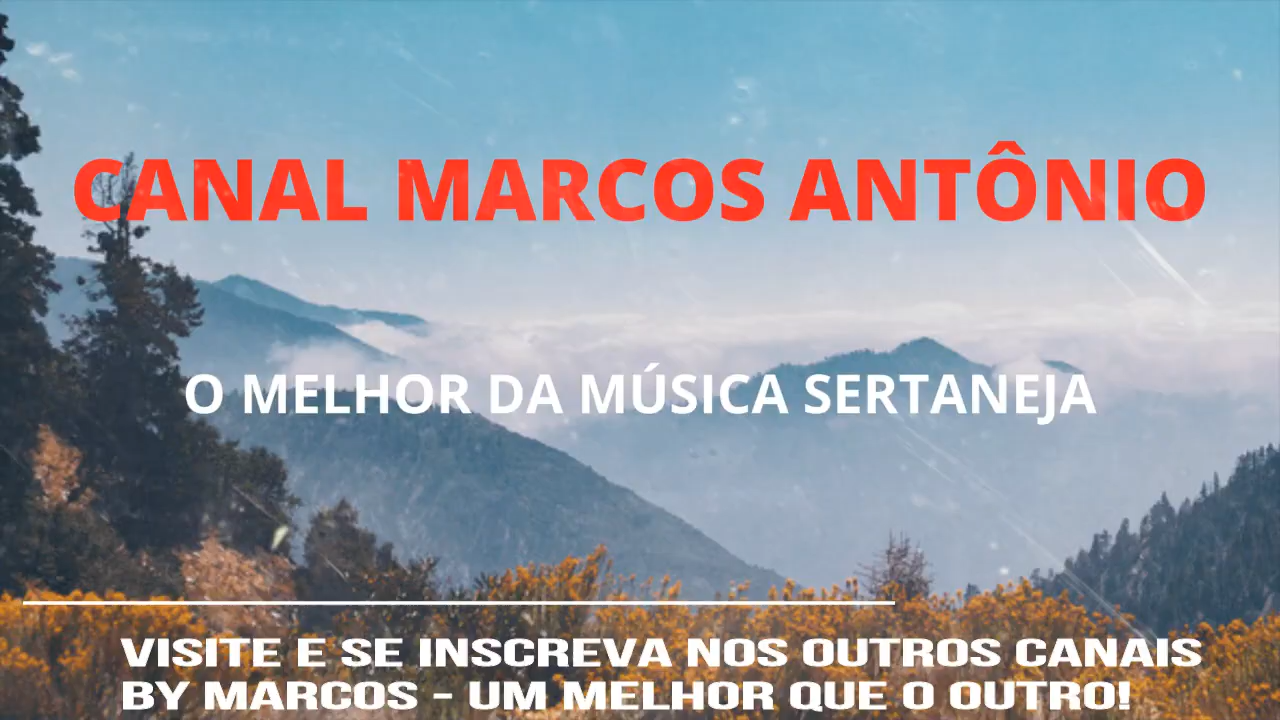 CANAL MARCOS ANTÔNIO
O MELHOR DA MÚSICA SERTANEJA
VISITE E SE INSCREVA NOS OUTROS CANAIS
BY MARCOS - UM MELHOR QUE O OUTRO!